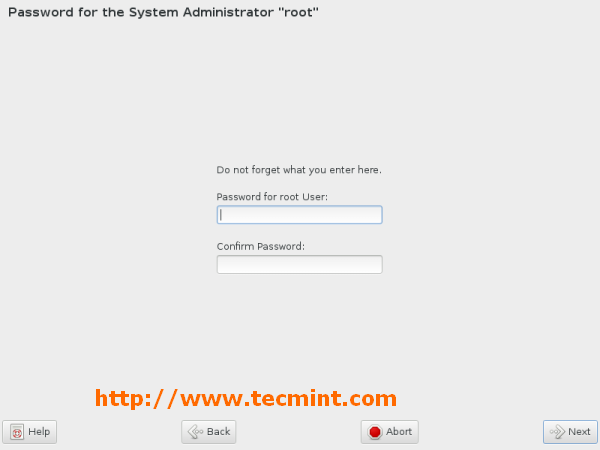 Password for the System Administrator "root"
Do not forget what you enter here.
Password for root User:
Confirm Password:
http://www.tecmint.com
Help
Back
Abort
Next